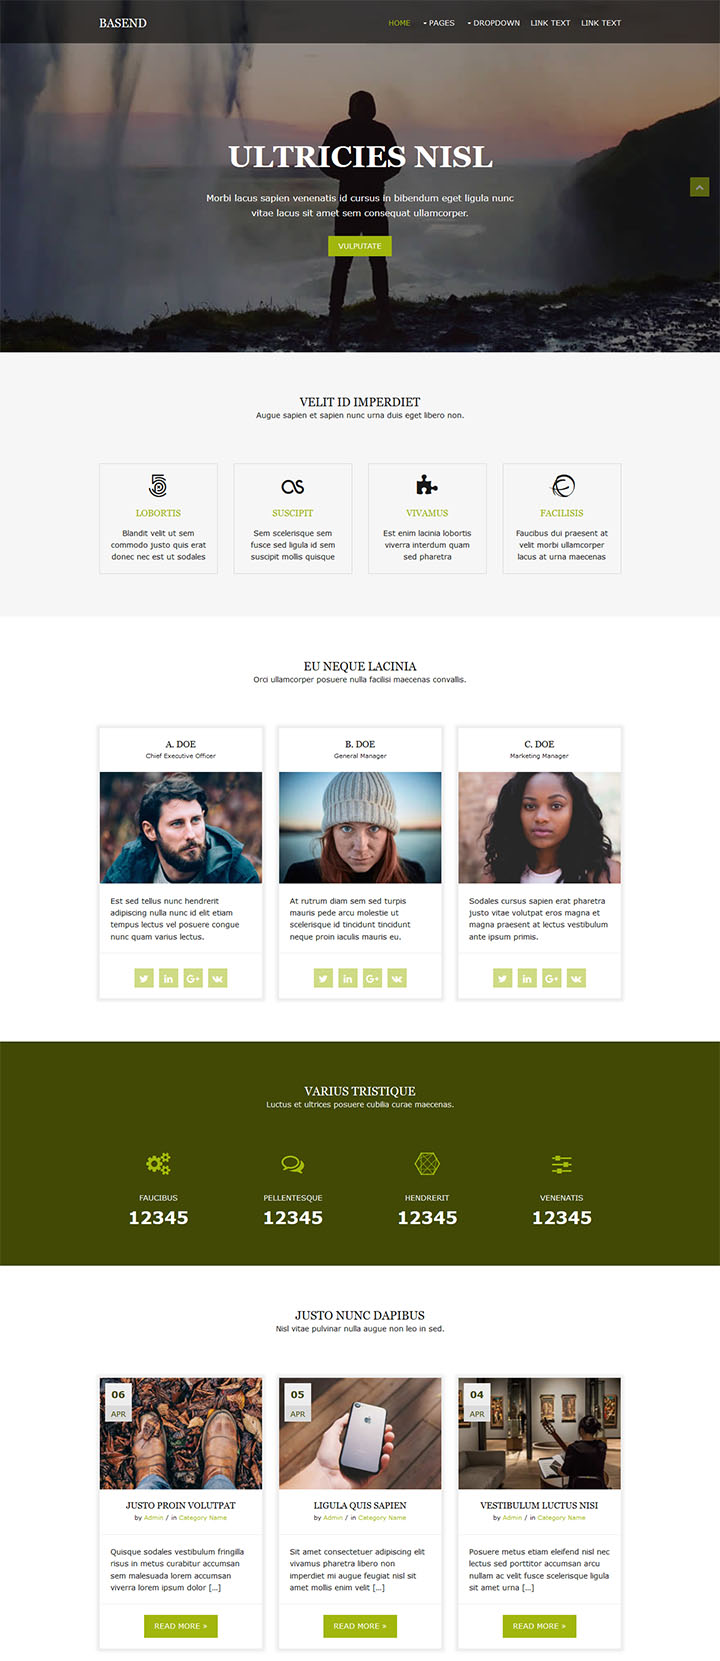 BASEND
HOME PAGES DROPDOWN LINK TEXT LINK TEXT
ULTRICIES NISL
Morbi lacus sapien venenatis id cursus in bibendum eget ligula nunc
vitae lacus sit amet sem consequat ullamcorper.
VULPUTATE
VELIT ID IMPERDIET
Augue sapien et sapien nunc urna duis eget libero non.
LOBORTIS
Blandit velit ut sem
commodo justo quis erat
donec nec est ut sodales
SUSCIPIT
Sem scelerisque sem
fusce sed ligula id sem
suscipit mollis quisque
VIVAMUS
Est enim lacinia lobortis
viverra interdum quam
sed pharetra
FACILISIS
Faucibus dui praesent at
velit morbi ullamcorper
lacus at urna maecenas
EU NEQUE LACINIA
Orci ullamcorper posuere nulla facilisi maecenas convallis.
A. DOE
Chief Executive Officer
Est sed tellus nunc hendrerit
adipiscing nulla nunc id elit etiam
tempus lectus vel posuere congue
nunc quam varius lectus.
B. DOE
General Manager
At rutrum diam sem sed turpis
mauris pede arcu molestie ut
scelerisque id tincidunt tincidunt
neque proin iaculis mauris eu.
C. DOE
Marketing Manager
Sodales cursus sapien erat pharetra
justo vitae volutpat eros magna et
magna praesent at lectus vestibulum
ante ipsum primis.
VARIUS TRISTIQUE
Luctus et ultrices posuere cubilia curae maecenas.
FAUCIBUS
12345
PELLENTESQUE
12345
HENDRERIT
12345
VENENATIS
12345
JUSTO NUNC DAPIBUS
Nisl vitae pulvinar nulla augue non leo in sed.
06
APR
JUSTO PROIN VOLUTPAT
by Admin / in Category Name
Quisque sodales vestibulum fringilla
risus in metus curabitur accumsan
sem malesuada lorem accumsan
viverra lorem ipsum dolor […]
READ MORE »
05
APR
LIGULA QUIS SAPIEN
by Admin / in Category Name
Sit amet consectetuer adipiscing elit
vivamus pharetra libero non
imperdiet mi augue feugiat nisl sit
amet mollis enim velit […]
READ MORE »
04
APR
VESTIBULUM LUCTUS NISI
by Admin / in Category Name
Posuere metus etiam eleifend nisl nec
lectus sed porttitor accumsan arcu
nullam ac velit fusce scelerisque ligula
sit amet urna […]
READ MORE »